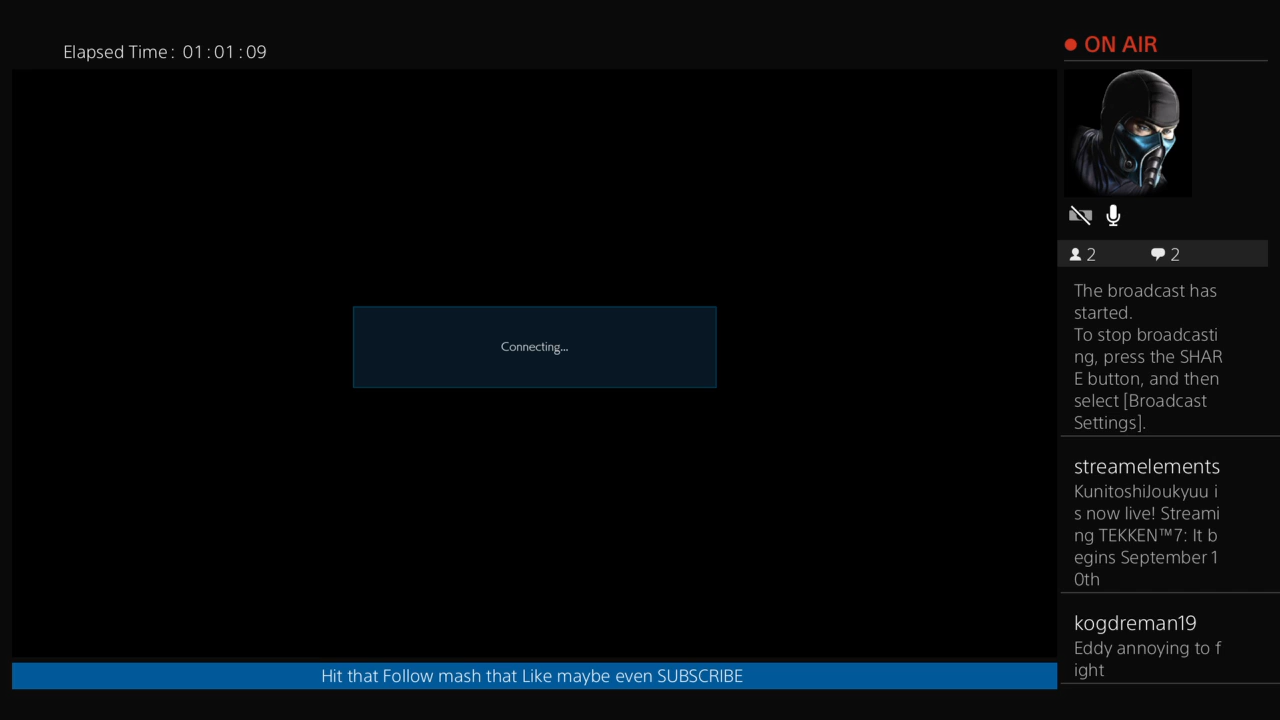 Elapsed Time: 01:01:09
ON AIR
2
2
Connecting...
The broadcast has
started.
To stop broadcasti
ng, press the SHAR
E button, and then
select [Broadcast
Settings].
streamelements
KunitoshiJoukyuu i
s now live! Streami
ng TEKKEN™7: It b
egins September 1
0th
kogdreman19
Eddy annoying to f
ight
Hit that Follow mash that Like maybe even SUBSCRIBE